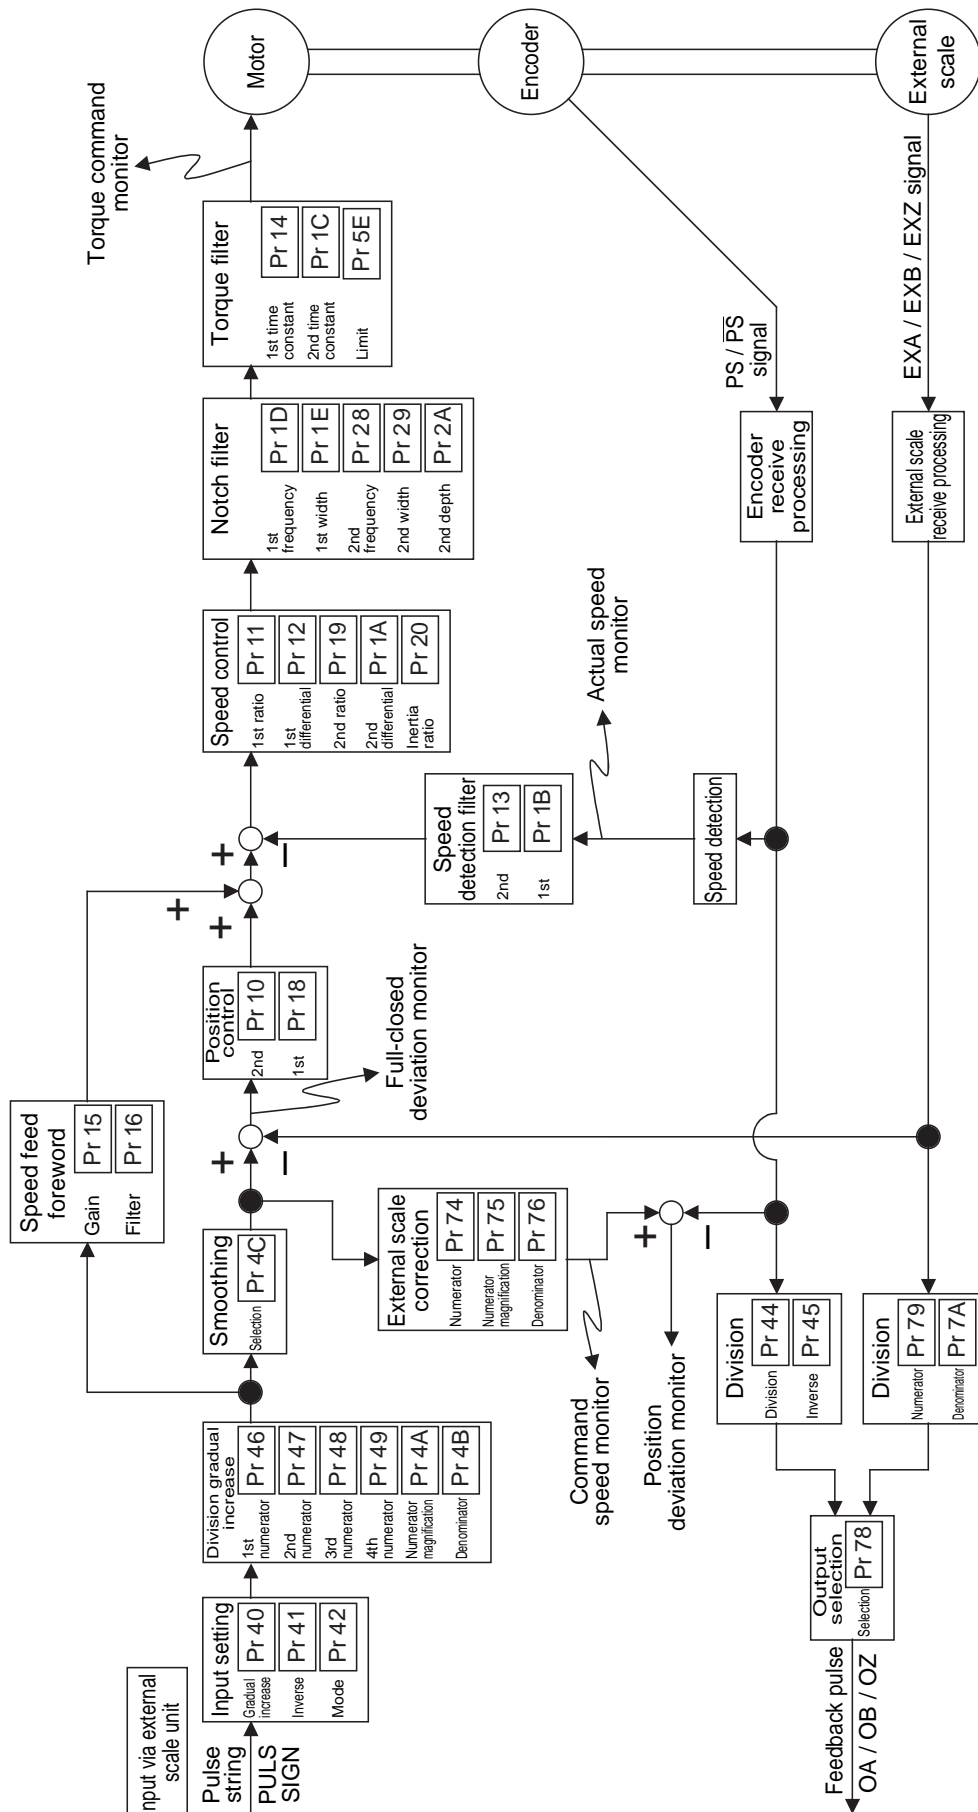 nput via external
scale unit
Pulse
string
PULS
SIGN
Input setting
Gradual
increase
Pr 40
Inverse
Pr 41
Mode
Pr 42
Division gradual
increase
1st
numerator
Pr 46
2nd
numerator
Pr 47
3rd
numerator
Pr 48
4th
numerator
Pr 49
Numerator
magnification
Pr 4A
Denominator
Pr 4B
Smoothing
Selection
Pr 4C
Speed feed
foreword
Gain
Pr 15
Filter
Pr 16
+
−
Full-closed
deviation monitor
Position
control
2nd
Pr 10
1st
Pr 18
+
+
+
−
Speed control
1st ratio
Pr 11
1st
differential
Pr 12
2nd ratio
Pr 19
2nd
differential
Pr 1A
Inertia
ratio
Pr 20
Notch filter
1st
frequency
Pr 1D
1st width
Pr 1E
2nd
frequency
Pr 28
2nd width
Pr 29
2nd depth
Pr 2A
Torque filter
1st time
constant
Pr 14
2nd time
constant
Pr 1C
Limit
Pr 5E
Torque command
monitor
Motor
Encoder
External
scale
External scale
correction
Numerator
Pr 74
Numerator
magnification
Pr 75
Denominator
Pr 76
Command
speed monitor
+
−
Position
deviation monitor
Speed
detection filter
2nd
Pr 13
1st
Pr 1B
Actual speed
monitor
Speed detection
PS / P̅S̅
signal
Encoder
receive
processing
EXA / EXB / EXZ signal
External scale
receive processing
Division
Division
Pr 44
Inverse
Pr 45
Division
Numerator
Pr 79
Denominator
Pr 7A
Output
selection
Selection
Pr 78
Feedback pulse
OA / OB / OZ